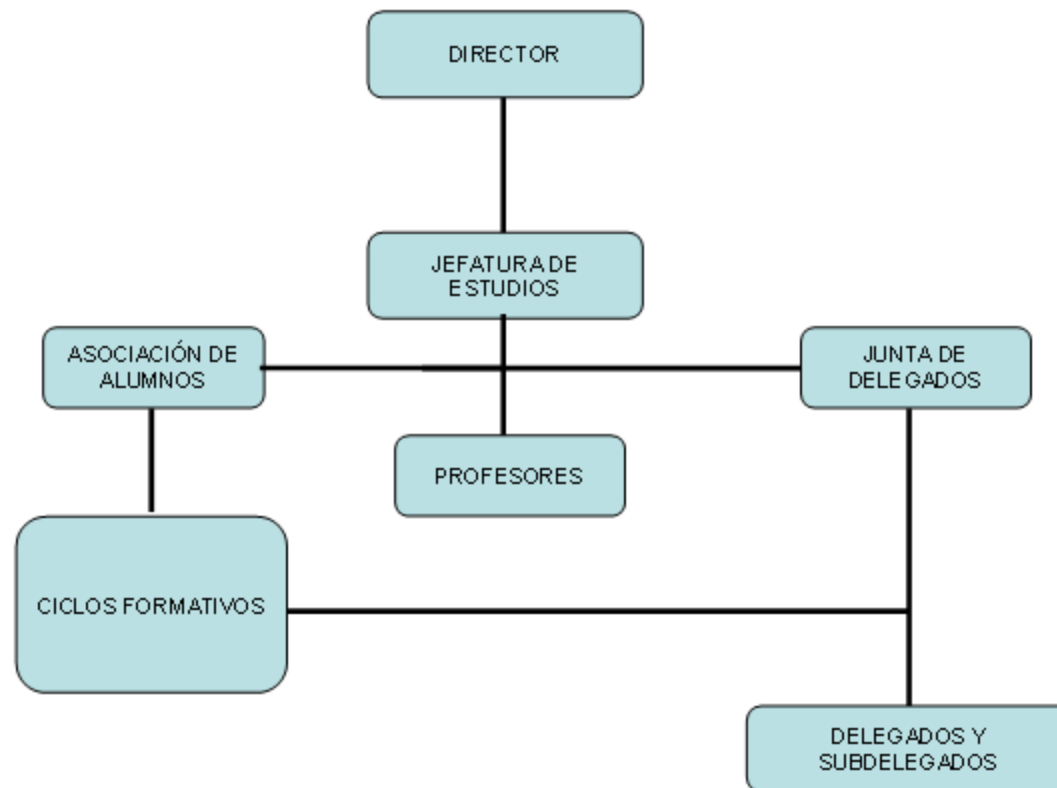 DIRECTOR
JEFATURA DE
ESTUDIOS
ASOCIACIÓN DE
ALUMNOS
JUNTA DE
DELEGADOS
PROFESORES
CICLOS FORMATIVOS
DELEGADOS Y
SUBDELEGADOS